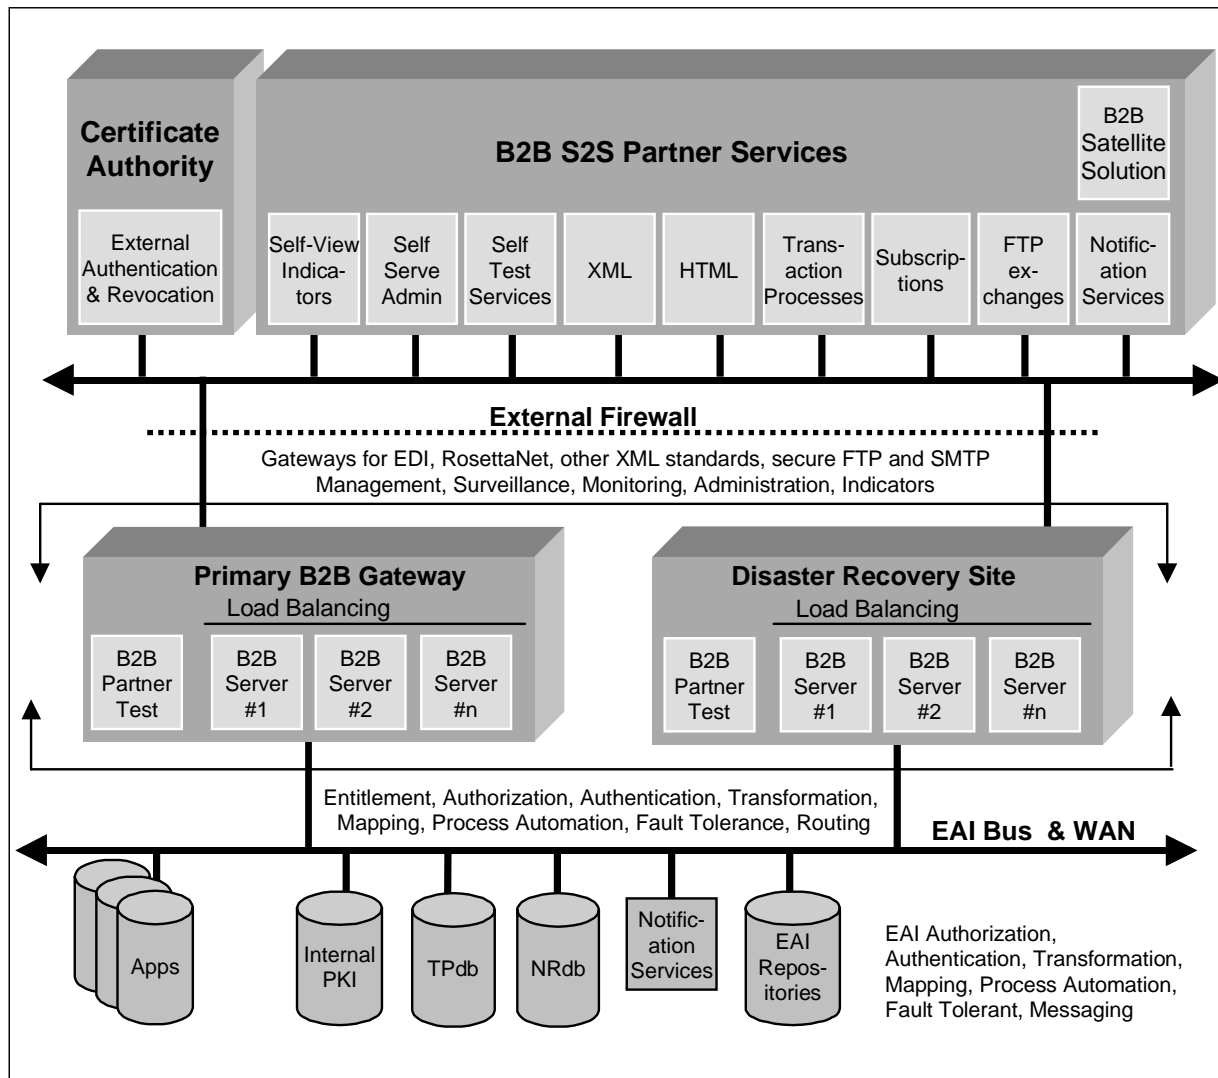 Certificate
Authority
External
Authentication
& Revocation
B2B S2S Partner Services
B2B
Satellite
Solution
Self-View
Indica-
tors
Self
Serve
Admin
Self
Test
Services
XML
HTML
Trans-
action
Processes
Subscrip-
tions
FTP
ex-
changes
Notific-
ation
Services
External Firewall
Gateways for EDI, RosettaNet, other XML standards, secure FTP and SMTP
Management, Surveillance, Monitoring, Administration, Indicators
Primary B2B Gateway
Load Balancing
B2B
Partner
Test
B2B
Server
#1
B2B
Server
#2
B2B
Server
#n
Disaster Recovery Site
Load Balancing
B2B
Partner
Test
B2B
Server
#1
B2B
Server
#2
B2B
Server
#n
Entitlement, Authorization, Authentication, Transformation,
Mapping, Process Automation, Fault Tolerance, Routing
EAI Bus & WAN
Apps
Internal
PKI
TPdb
NRdb
Notific-
ation
Services
EAI
Repos-
itories
EAI Authorization,
Authentication, Transformation,
Mapping, Process Automation,
Fault Tolerant, Messaging